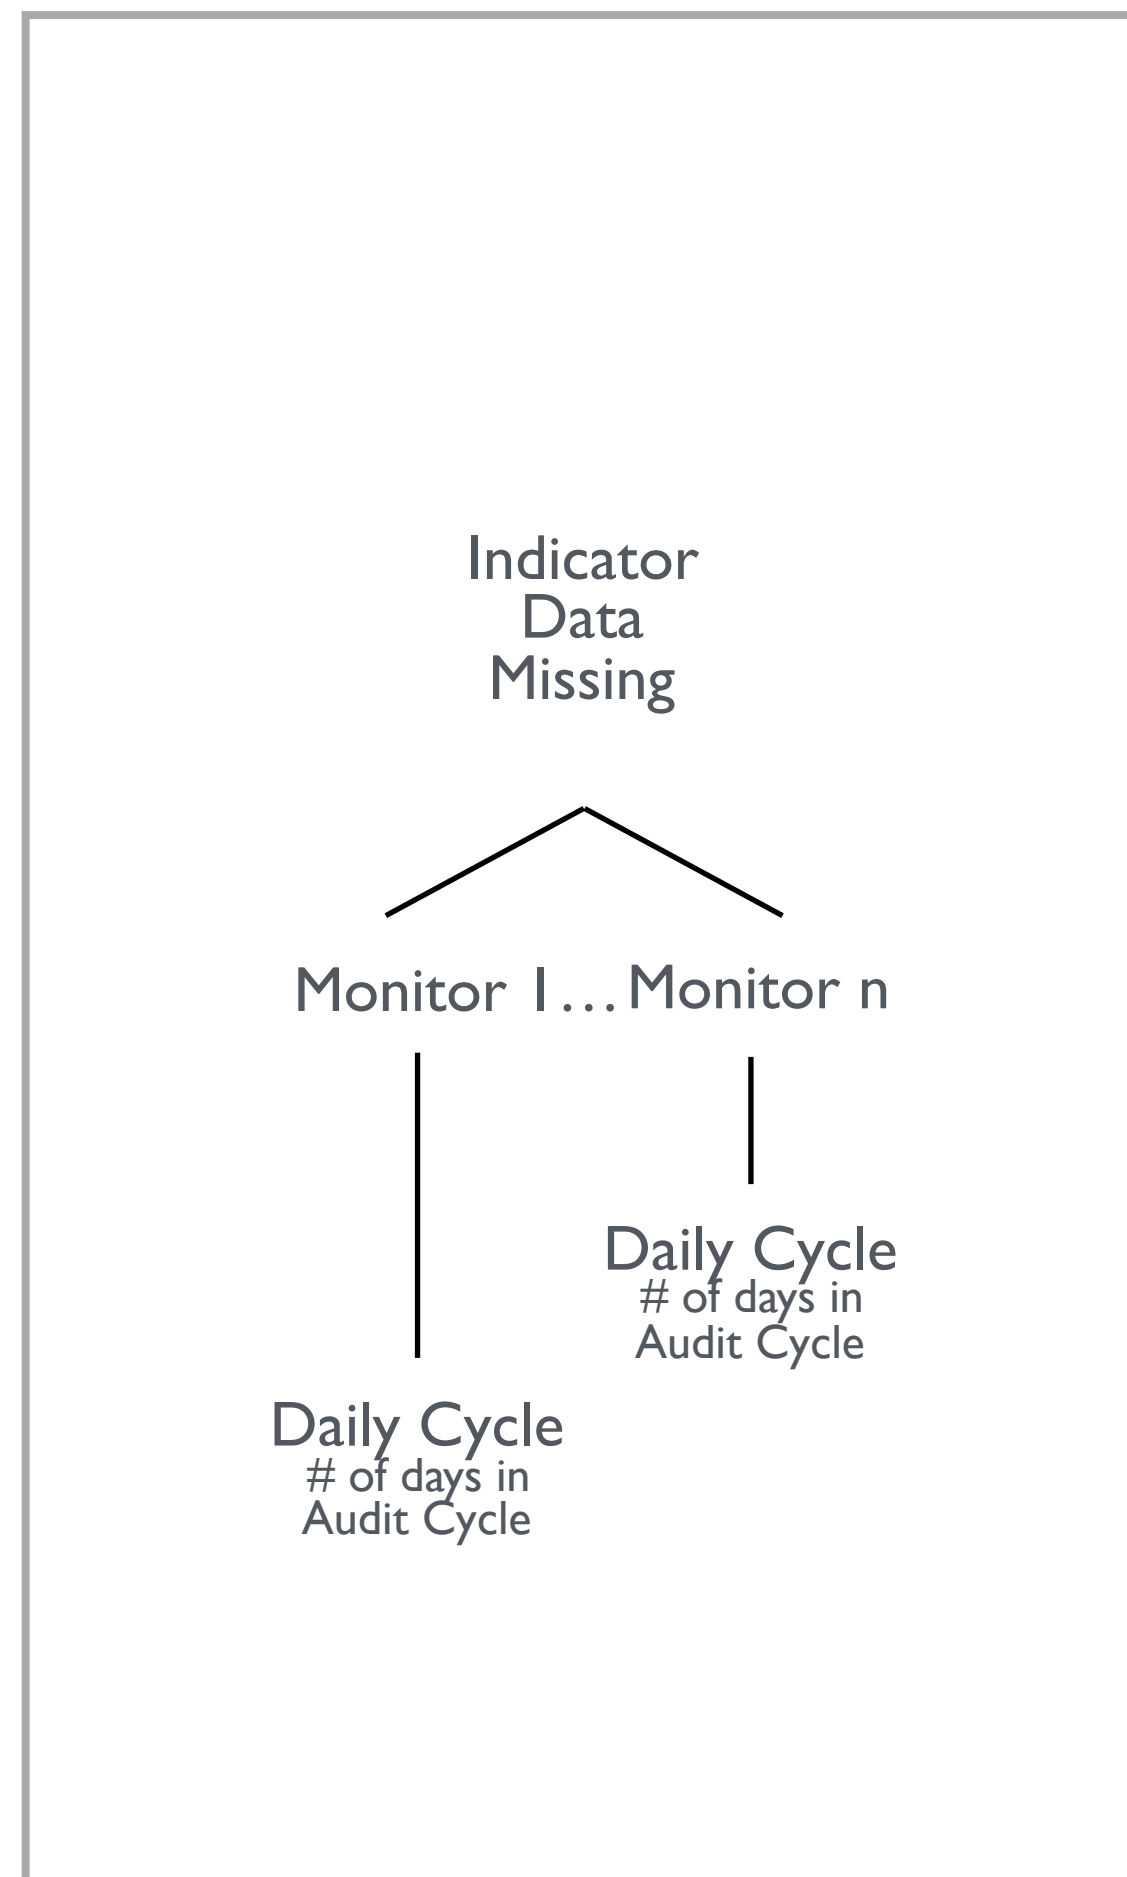 Indicator
Data
Missing
Monitor 1…Monitor n
Daily Cycle
# of days in
Audit Cycle
Daily Cycle
# of days in
Audit Cycle